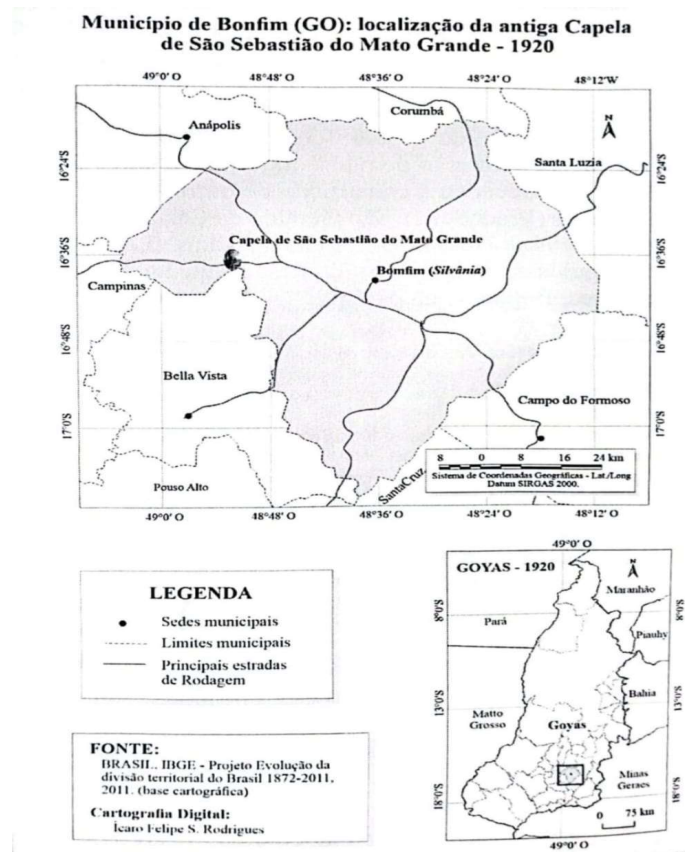 Município de Bonfim (GO): localização da antiga Capela
de São Sebastião do Mato Grande - 1920
49°0' O 48°48' O 48°36' O 48°24' O 48°12'W
Corumbá
Anápolis
N
Santa Luzia
16°24'S
16°24'S
Capela de São Sebastião do Mato Grande
16°36'S
16°36'S
Bomfim (Silvânia)
Campinas
16°48'S
16°48'S
Bella Vista
Campo do Formoso
17°0'S
17°0'S
8 0 8 16 24 km
Sistema de Coordenadas Geográficas - Lat./Long
Datum SIRGAS 2000.
SantaCruz
Pouso Alto
49°0' O 48°48' O 48°36' O 48°24' O 48°12' O
LEGENDA
Sedes municipais
Limites municipais
Principais estradas
de Rodagem
FONTE:
BRASIL. IBGE - Projeto Evolução da
divisão territorial do Brasil 1872-2011.
2011. (base cartográfica)
Cartografia Digital:
Ícaro Felipe S. Rodrigues
49°0' O
GOYAS - 1920
N
Maranhão
8°0'S
8°0'S
Pará
Piauhy
Bahia
13°0'S
13°0'S
Matto
Grosso
Goyás
Minas
Geraes
18°0'S
18°0'S
0 75 km
49°0' O